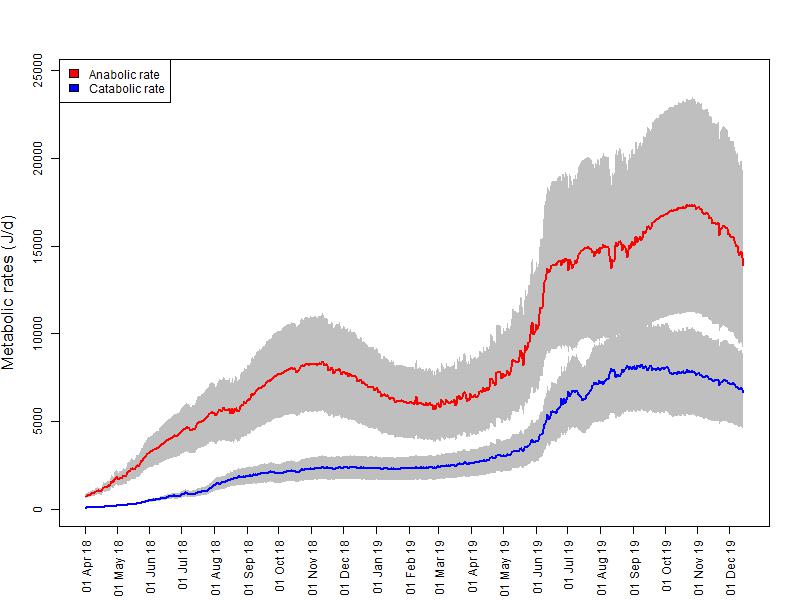 Anabolic rate
Catabolic rate
Metabolic rates (J/d)
25000
20000
15000
10000
5000
0
01 Apr 18
01 May 18
01 Jun 18
01 Jul 18
01 Aug 18
01 Sep 18
01 Oct 18
01 Nov 18
01 Dec 18
01 Jan 19
01 Feb 19
01 Mar 19
01 Apr 19
01 May 19
01 Jun 19
01 Jul 19
01 Aug 19
01 Sep 19
01 Oct 19
01 Nov 19
01 Dec 19